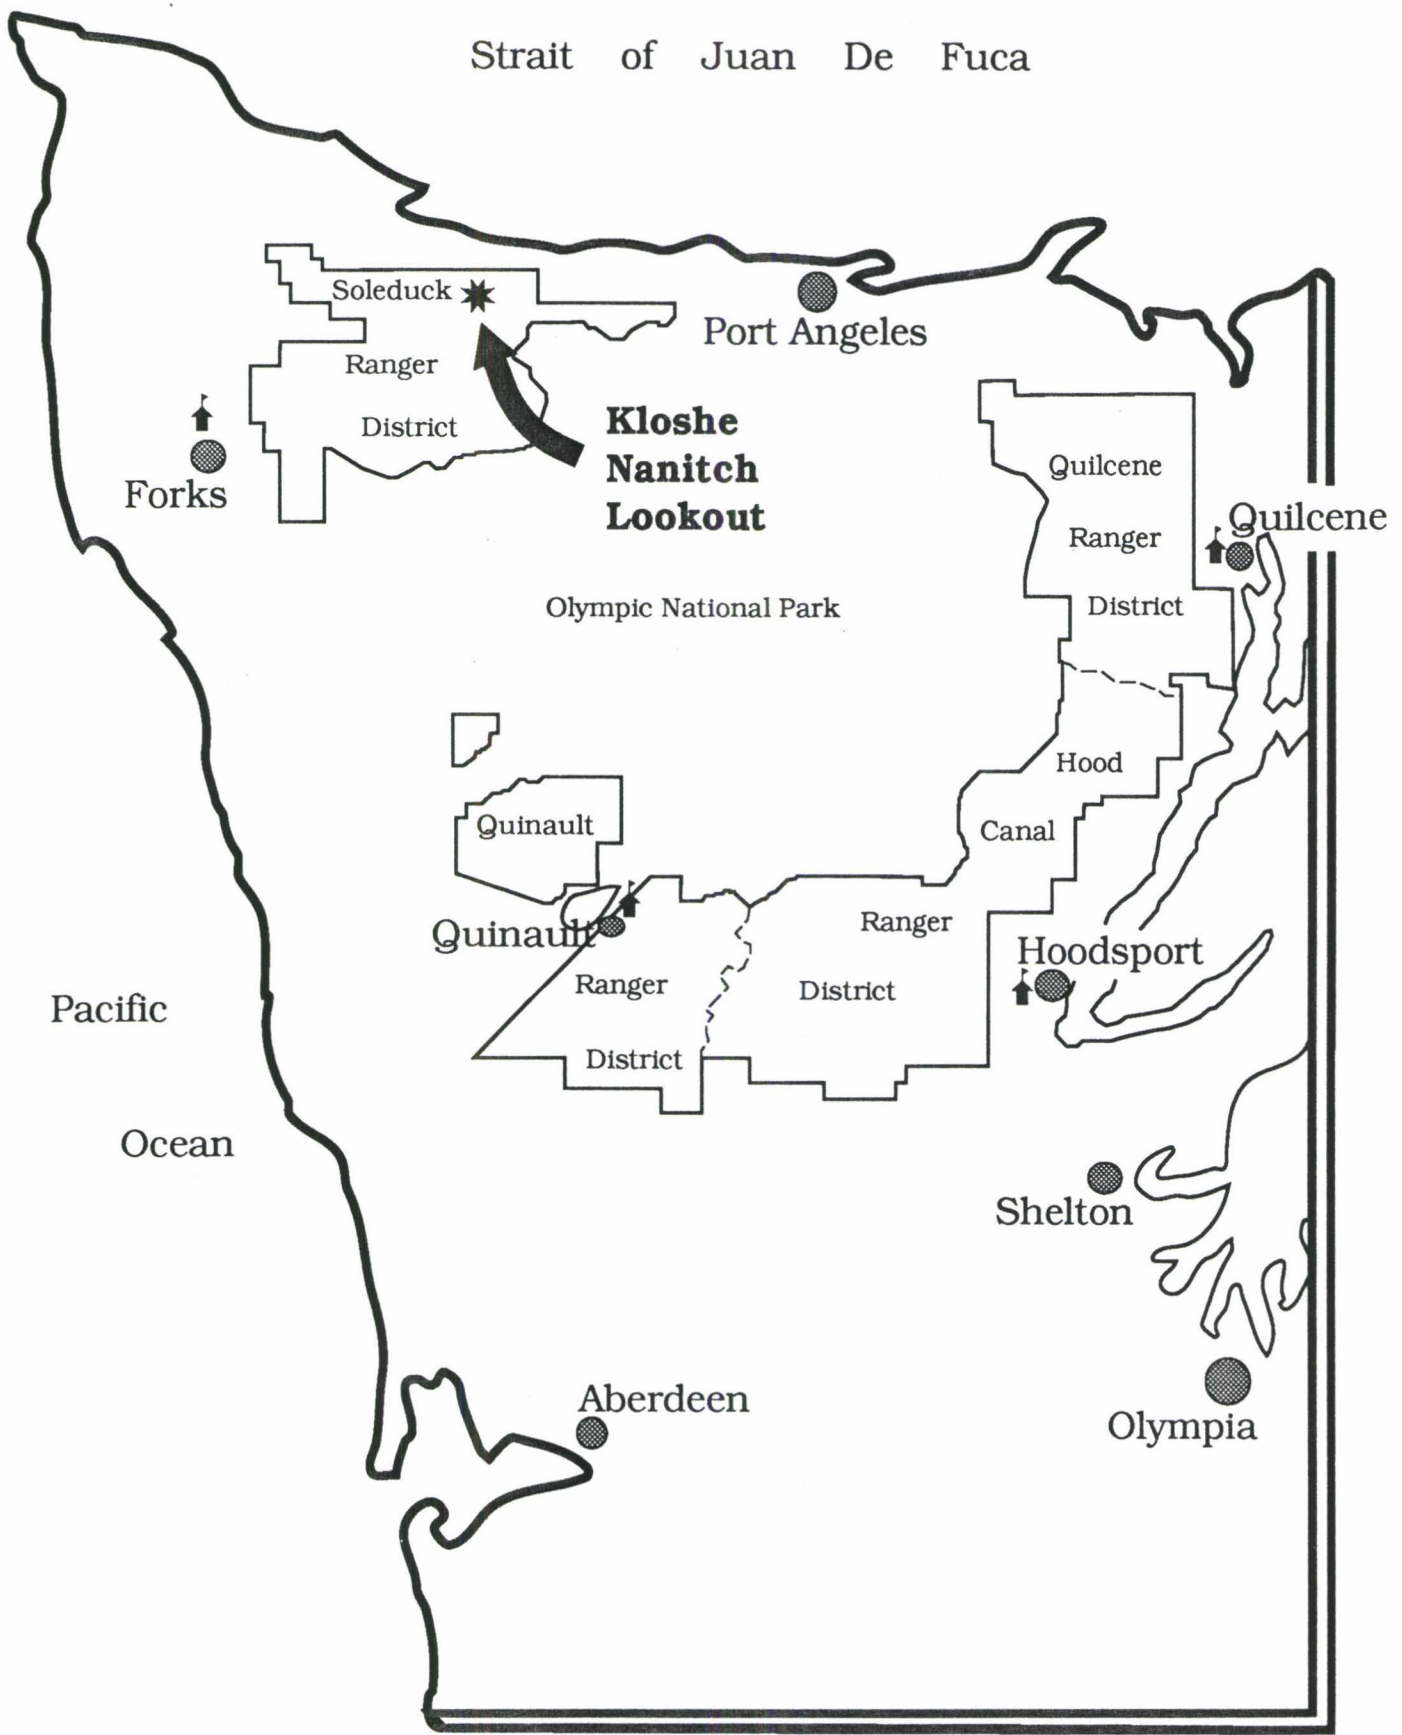 Strait of Juan De Fuca
Soleduck
Ranger
District
Port Angeles
Forks
Kloshe
Nanitch
Lookout
Quilcene
Ranger
District
Quilcene
Olympic National Park
Hood
Canal
Ranger
District
Quinault
Quinault
Ranger
District
Hoodsport
Pacific
Ocean
Shelton
Aberdeen
Olympia